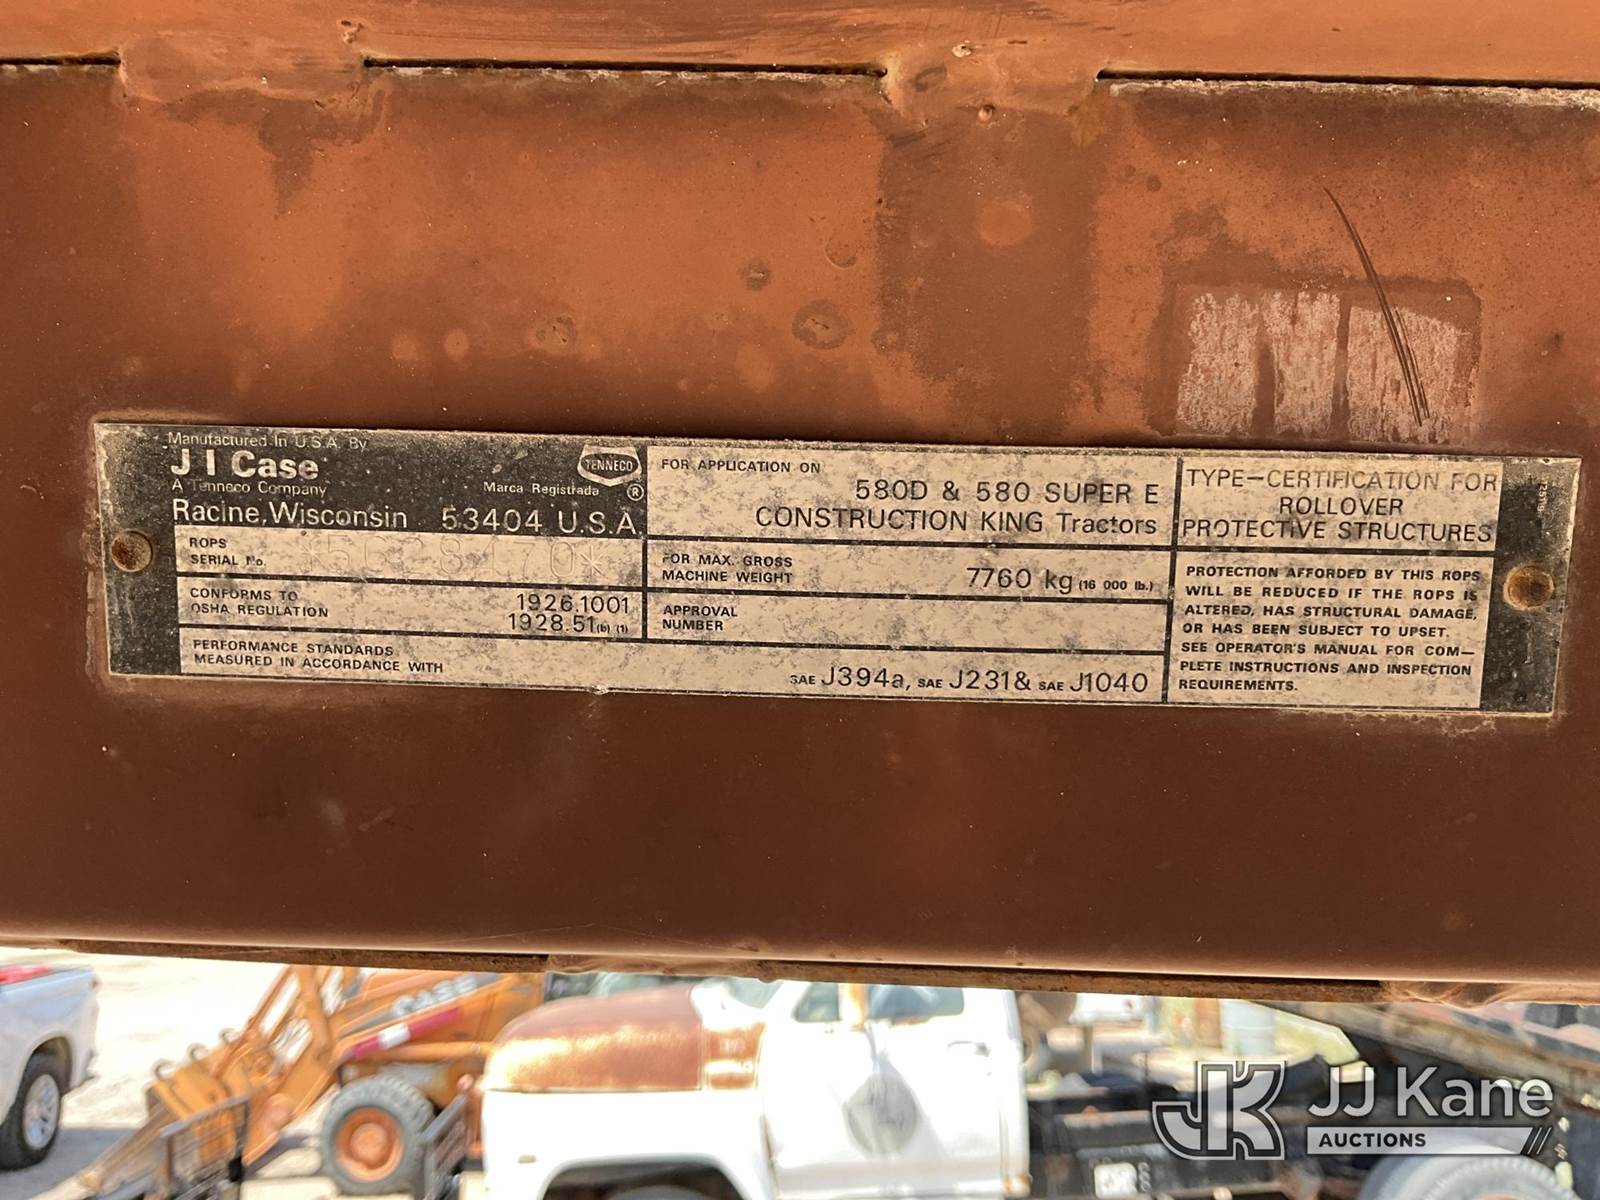 Manufactured In U.S.A. By
J I Case
A Tenneco Company
Marca Registrada
TENNECO
®
Racine, Wisconsin 53404 U.S.A.
ROPS
SERIAL No.
CONFORMS TO
OSHA REGULATION
1926.1001
1928.51(b) (1)
PERFORMANCE STANDARDS
MEASURED IN ACCORDANCE WITH
SAE J394a, SAE J231& SAE J1040
FOR APPLICATION ON
580D & 580 SUPER E
CONSTRUCTION KING Tractors
FOR MAX. GROSS
MACHINE WEIGHT
7760 kg (16 000 lb.)
APPROVAL
NUMBER
TYPE-CERTIFICATION FOR
ROLLOVER
PROTECTIVE STRUCTURES
PROTECTION AFFORDED BY THIS ROPS
WILL BE REDUCED IF THE ROPS IS
ALTERED, HAS STRUCTURAL DAMAGE,
OR HAS BEEN SUBJECT TO UPSET.
SEE OPERATOR'S MANUAL FOR COM-
PLETE INSTRUCTIONS AND INSPECTION
REQUIREMENTS.
CASE
JJ Kane
AUCTIONS